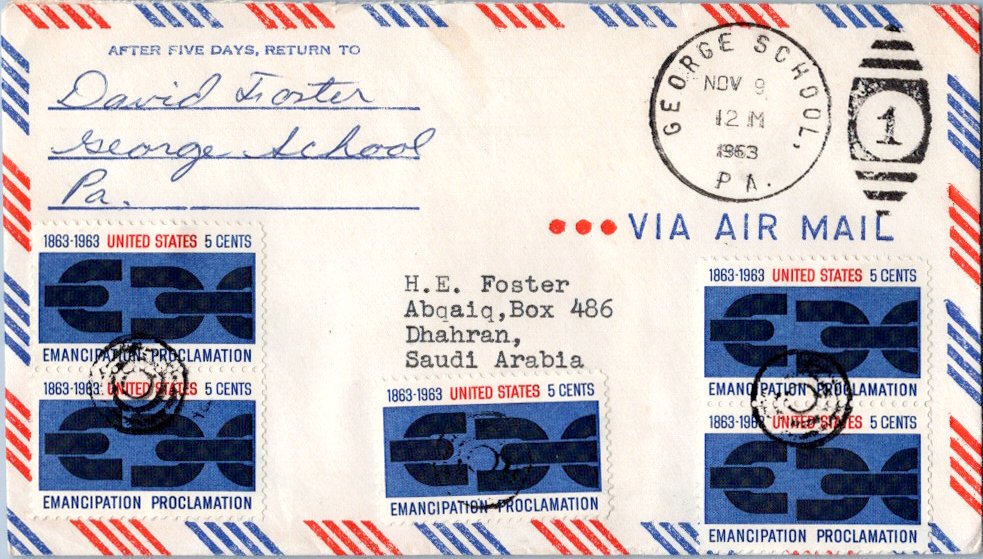 AFTER FIVE DAYS, RETURN TO
David Foster
George School
Pa.
GEORGE SCHOOL,
NOV 9
12 M
1963
PA.
1
VIA AIR MAIL
H.E. Foster
Abqaiq,Box 486
Dhahran,
Saudi Arabia
1863-1963 UNITED STATES 5 CENTS
EMANCIPATION PROCLAMATION
1863-1963 UNITED STATES 5 CENTS
EMANCIPATION PROCLAMATION
1863-1963 UNITED STATES 5 CENTS
EMANCIPATION PROCLAMATION
1863-1963 UNITED STATES 5 CENTS
EMANCIPATION PROCLAMATION
1863-1963 UNITED STATES 5 CENTS
EMANCIPATION PROCLAMATION